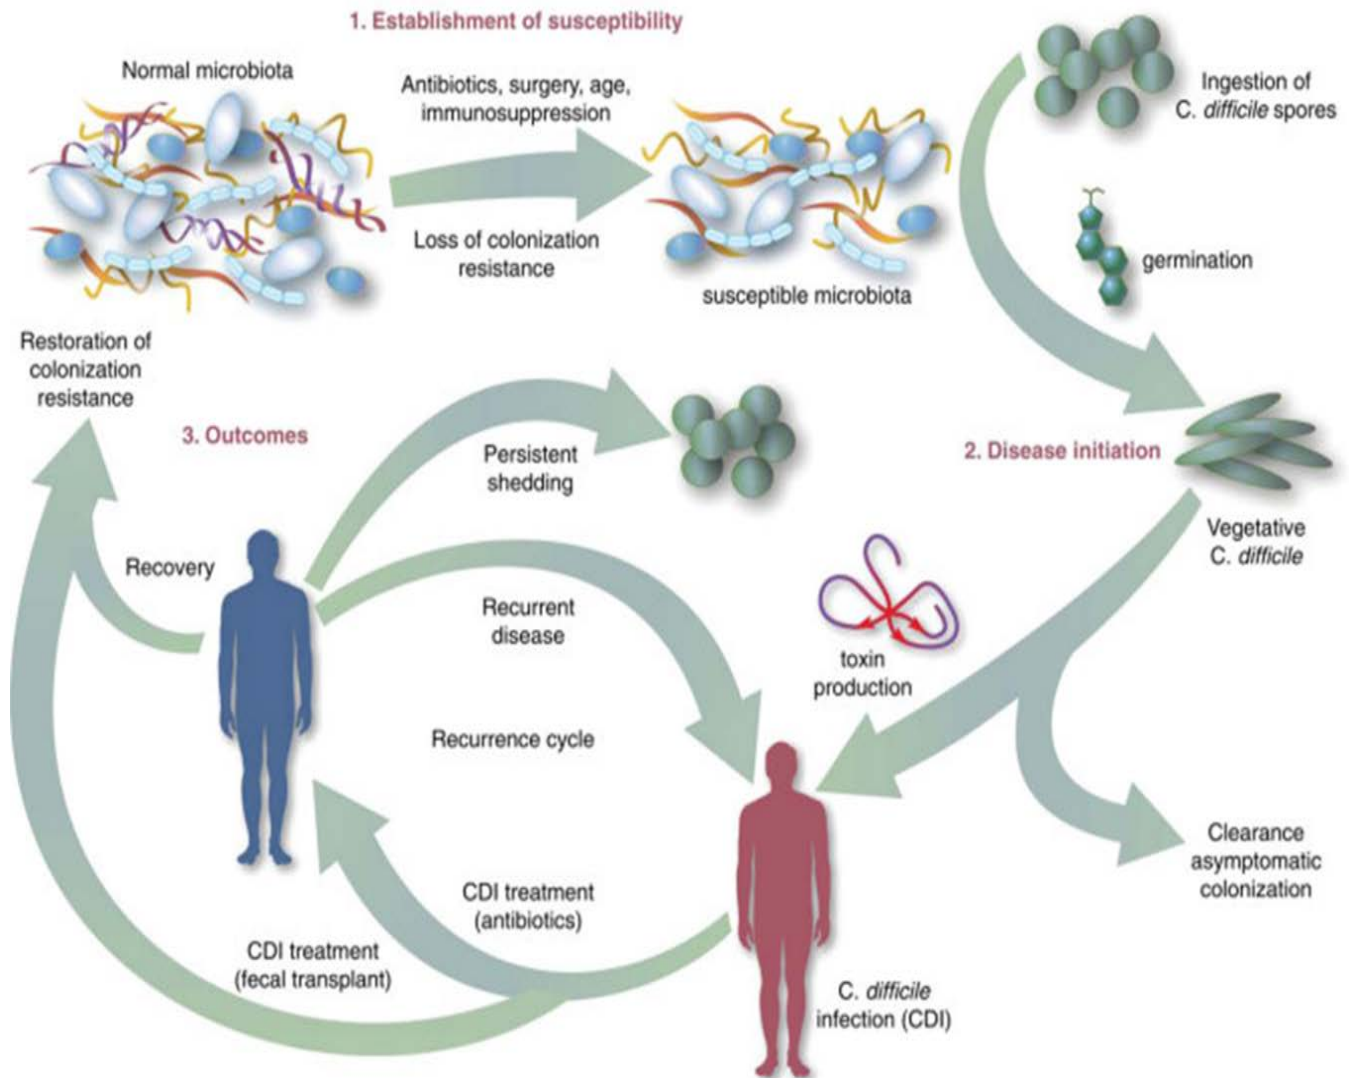 1. Establishment of susceptibility
Normal microbiota
Antibiotics, surgery, age,
immunosuppression
Loss of colonization
resistance
susceptible microbiota
Ingestion of
C. difficile spores
germination
2. Disease initiation
Vegetative
C. difficile
toxin
production
Clearance
asymptomatic
colonization
C. difficile
infection (CDI)
3. Outcomes
Restoration of
colonization
resistance
Recovery
Persistent
shedding
Recurrent
disease
Recurrence cycle
CDI treatment
(antibiotics)
CDI treatment
(fecal transplant)